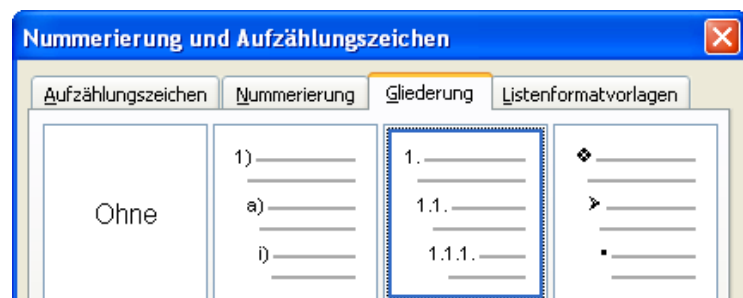 Nummerierung und Aufzählungszeichen
Aufzählungszeichen Nummerierung Gliederung Listenformatvorlagen
Ohne
1)
a)
i)
1.
1.1.
1.1.1.